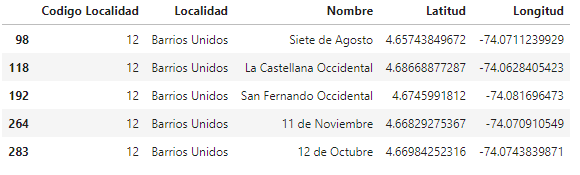 Codigo Localidad Localidad Nombre Latitud Longitud
98 12 Barrios Unidos Siete de Agosto 4.65743849672 -74.0711239929
118 12 Barrios Unidos La Castellana Occidental 4.68668877287 -74.0628405423
192 12 Barrios Unidos San Fernando Occidental 4.6745991812 -74.081696473
264 12 Barrios Unidos 11 de Noviembre 4.66829275367 -74.070910549
283 12 Barrios Unidos 12 de Octubre 4.66984252316 -74.0743839871